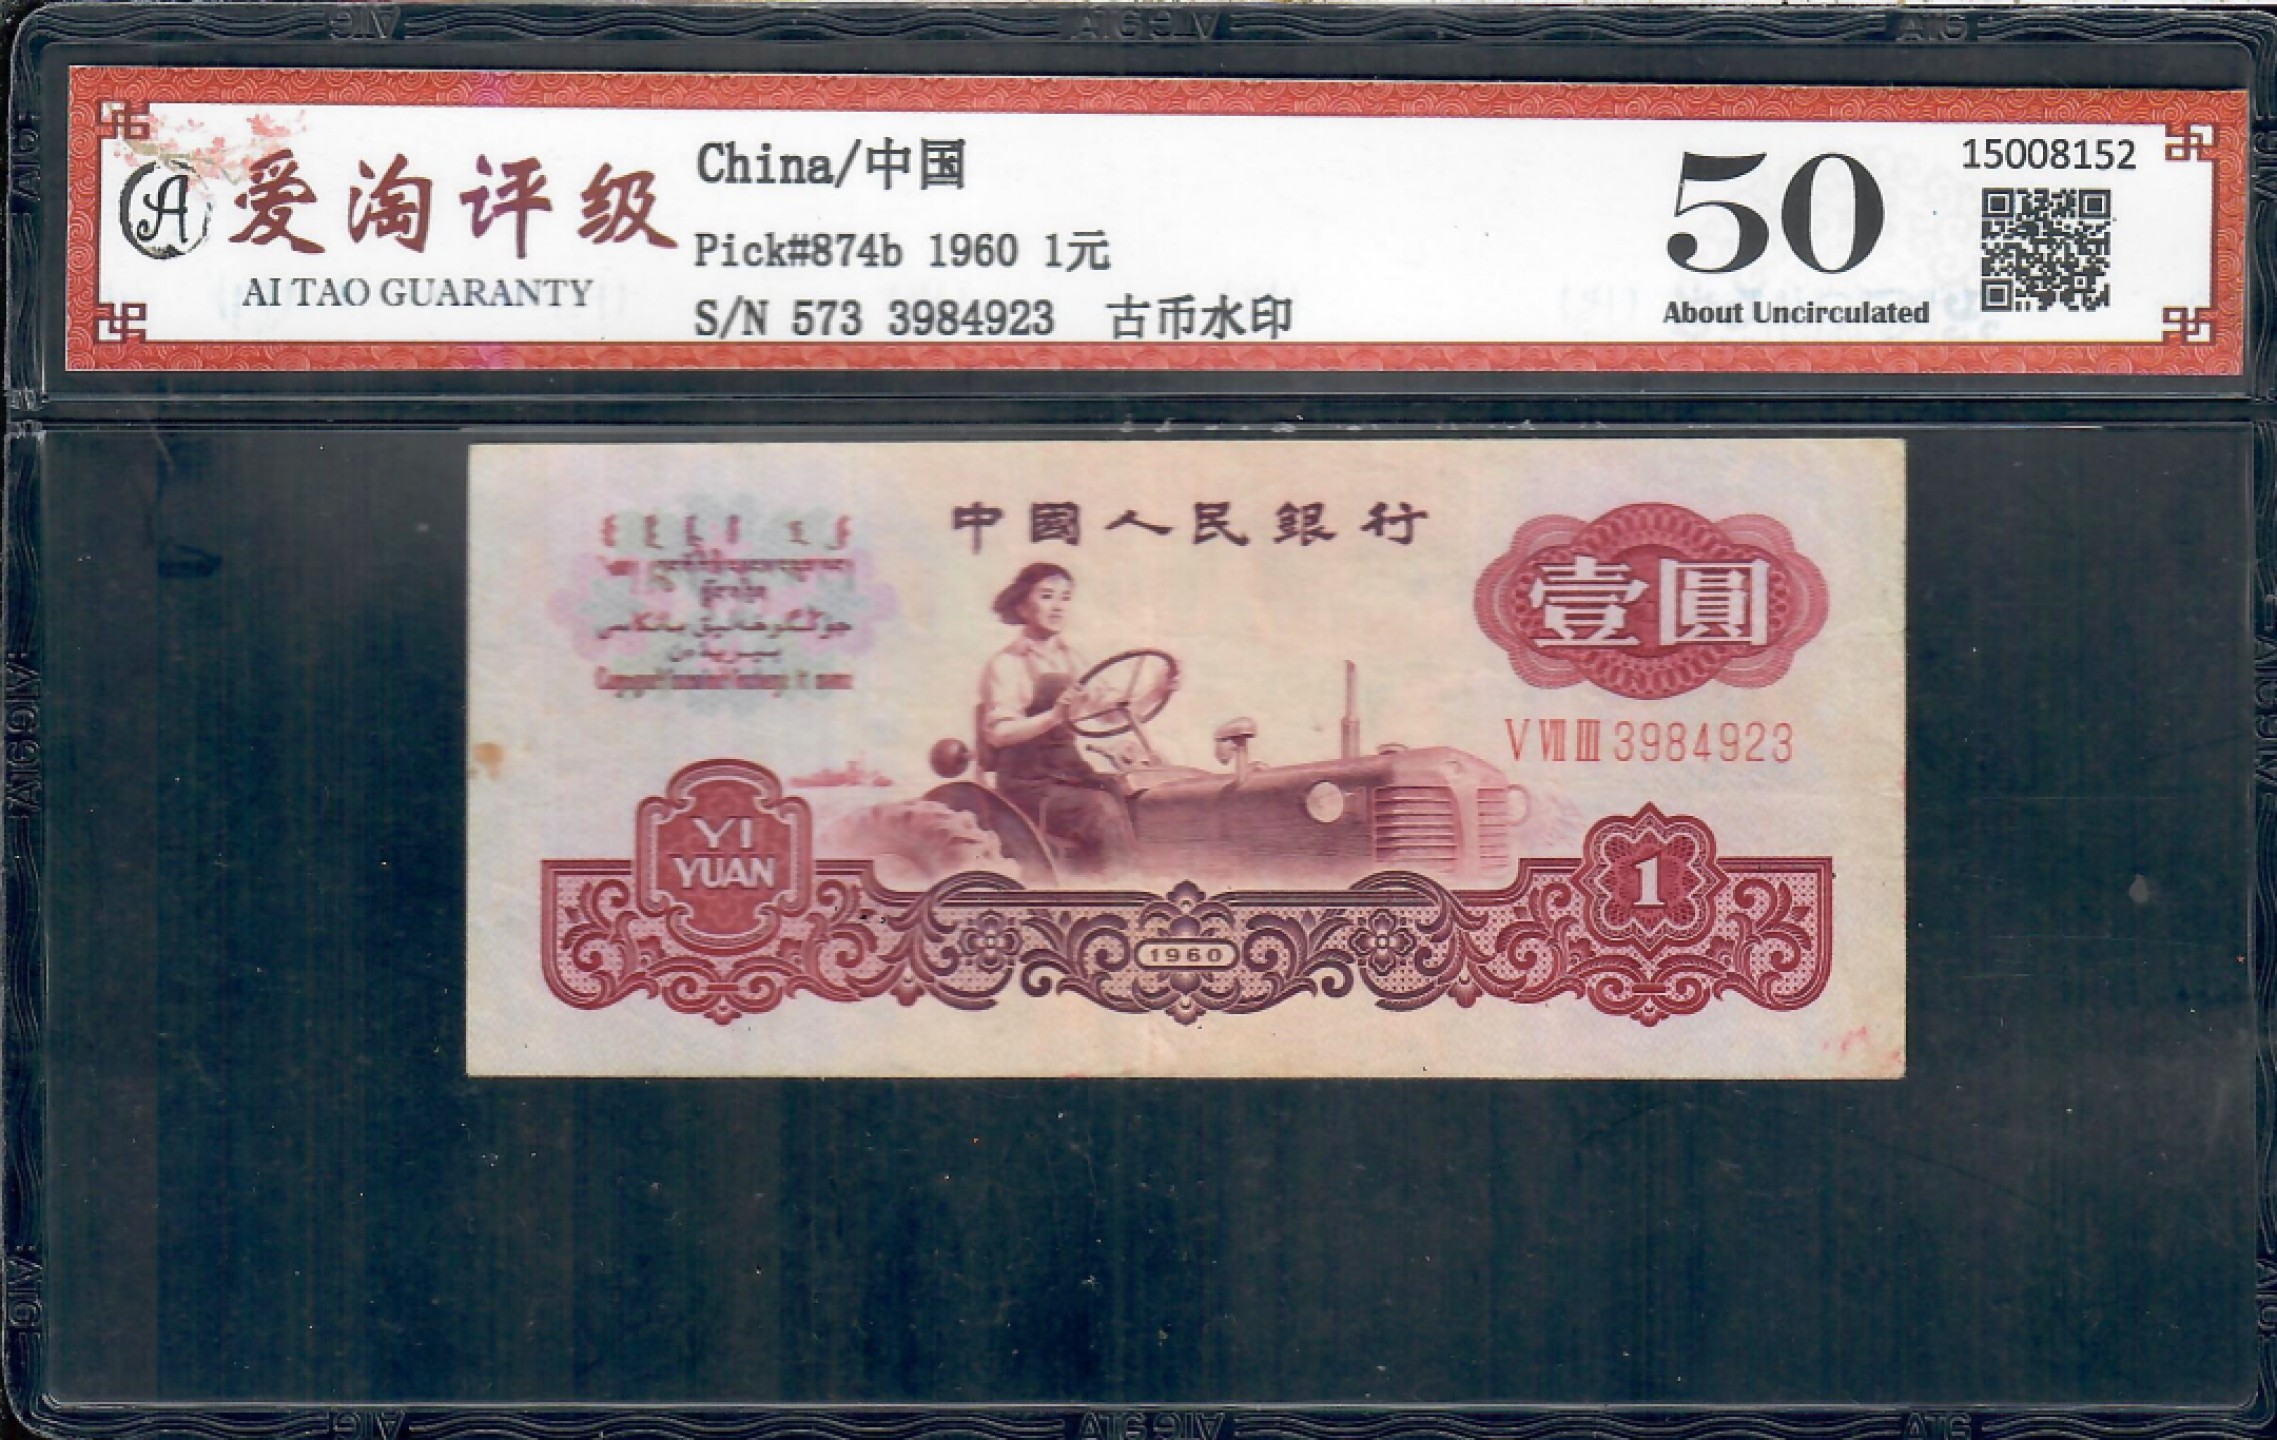 爱淘评级
AI TAO GUARANTY
China/中国
Pick#874b 1960 1元
S/N 573 3984923 古币水印
50
About Uncirculated
15008152
中國人民銀行
壹圓
Ⅴ Ⅶ Ⅲ 3984923
YI
YUAN
1
1960